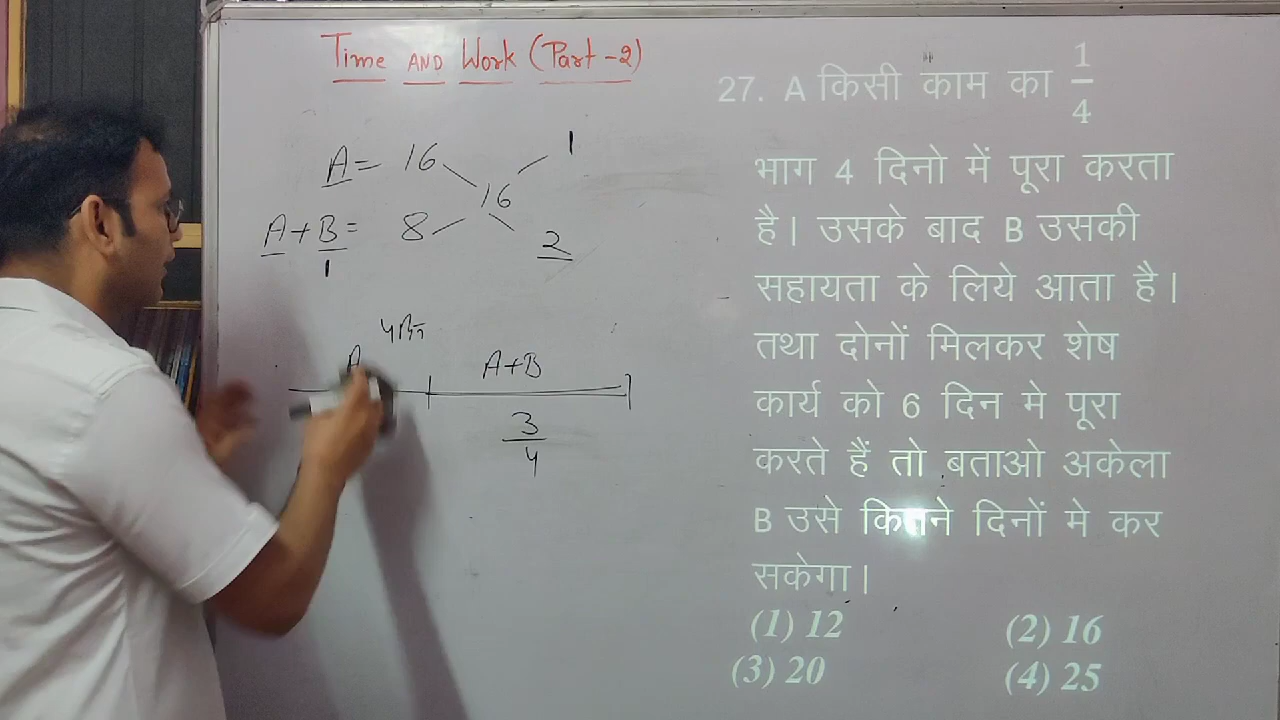 Time AND Work (Part-2)
A = 16
1
16
A+B = 8
2
1
4दिन
A
A+B
3
4
27. A किसी काम का 1/4
भाग 4 दिनो में पूरा करता
है। उसके बाद B उसकी
सहायता के लिये आता है।
तथा दोनों मिलकर शेष
कार्य को 6 दिन मे पूरा
करते हैं तो बताओ अकेला
B उसे कितने दिनों मे कर
सकेगा।
(1) 12 (2) 16
(3) 20 (4) 25